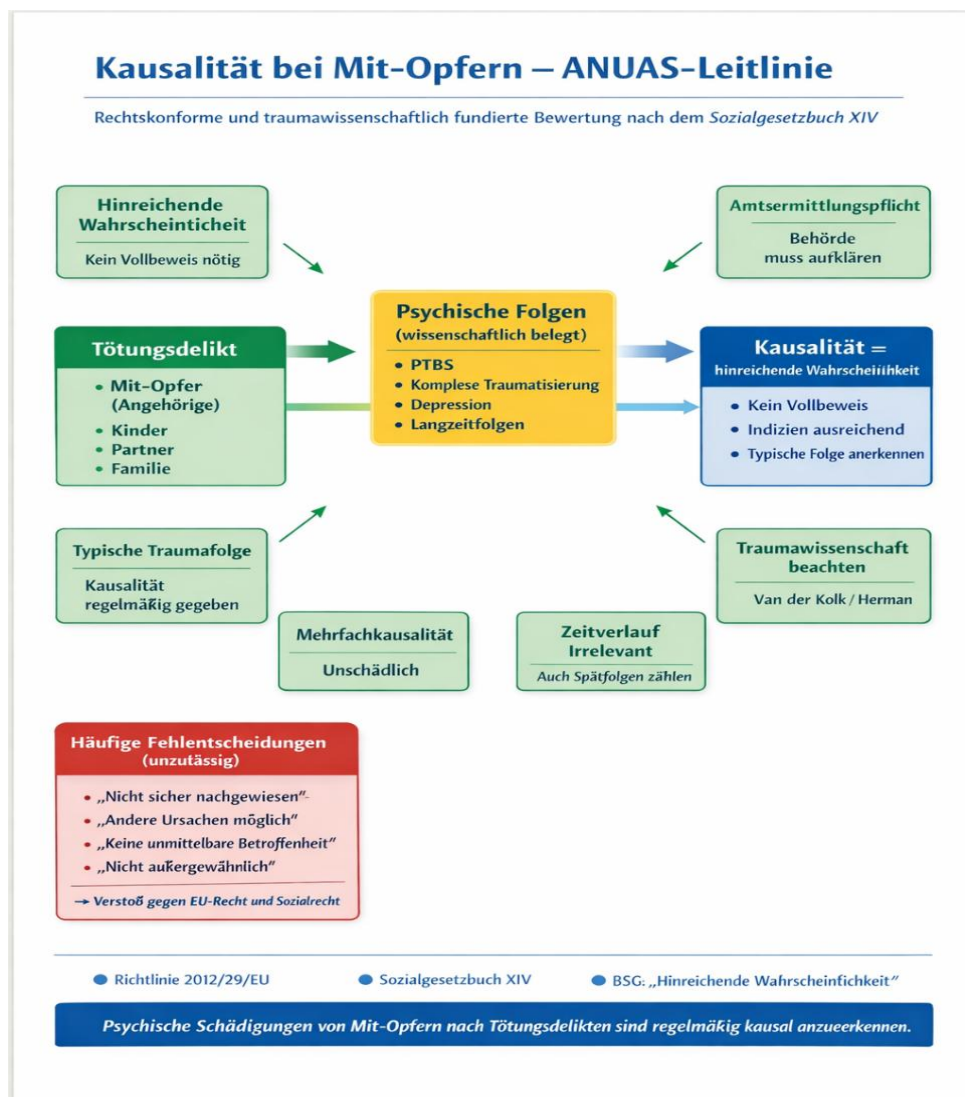 Kausalität bei Mit-Opfern – ANUAS-Leitlinie
Rechtskonforme und traumawissenschaftlich fundierte Bewertung nach dem Sozialgesetzbuch XIV
Hinreichende
Wahrscheinticheit
Kein Vollbeweis nötig
Amtsermittlungspflicht
Behörde
muss aufklären
Tötungsdelikt
• Mit-Opfer
(Angehörige)
• Kinder
• Partner
• Familie
Psychische Folgen
(wissenschaftlich belegt)
• PTBS
• Komplese Traumatisierung
• Depression
• Langzeitfolgen
Kausalität =
hinreichende Wahrscheiiihkeit
• Kein Vollbeweis
• Indizien ausreichend
• Typische Folge anerkennen
Typische Traumafolge
Kausalität
regelmäßig gegeben
Mehrfachkausalität
Unschädlich
Zeitverlauf
Irrelevant
Auch Spätfolgen zählen
Traumawissenschaft
beachten
Van der Kolk / Herman
Häufige Fehlentscheidungen
(unzutässig)
• „Nicht sicher nachgewiesen"-
• „Andere Ursachen möglich"
• „Keine unmittelbare Betroffenheit"
• „Nicht außergewähnlich"
→ Verstoß gegen EU-Recht und Sozialrecht
• Richtlinie 2012/29/EU
• Sozialgesetzbuch XIV
• BSG: „Hinreichende Wahrscheinfichkeit"
Psychische Schädigungen von Mit-Opfern nach Tötungsdelikten sind regelmäßig kausal anzueerkennen.